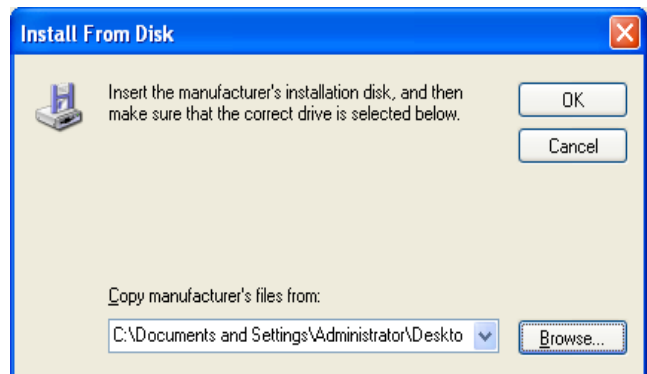 Install From Disk
Insert the manufacturer's installation disk, and then
make sure that the correct drive is selected below.
OK
Cancel
Copy manufacturer's files from:
C:\Documents and Settings\Administrator\Deskto
Browse...